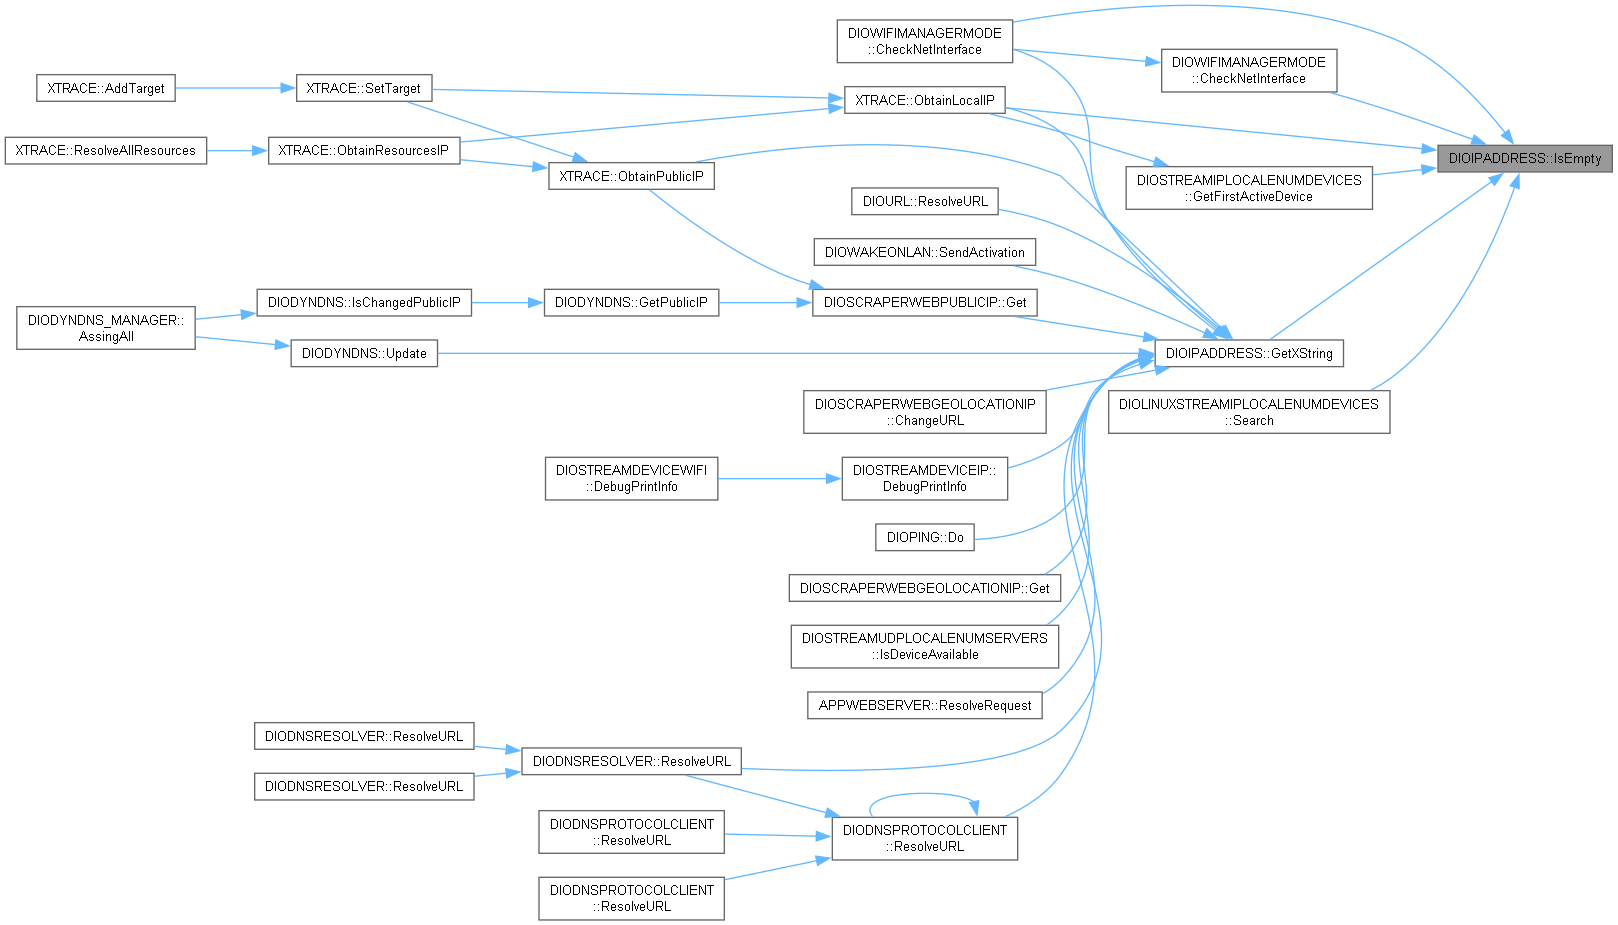 DIOWIFIMANAGERMODE
::CheckNetInterface
DIOWIFIMANAGERMODE
::CheckNetInterface
XTRACE::AddTarget
XTRACE::SetTarget
XTRACE::ObtainLocalIP
XTRACE::ResolveAllResources
XTRACE::ObtainResourcesIP
DIOIPADDRESS::IsEmpty
XTRACE::ObtainPublicIP
DIOSTREAMIPLOCALENUMDEVICES
::GetFirstActiveDevice
DIOURL::ResolveURL
DIOWAKEONLAN::SendActivation
DIODYNDNS::IsChangedPublicIP
DIODYNDNS::GetPublicIP
DIOSCRAPERWEBPUBLICIP::Get
DIODYNDNS_MANAGER::
AssingAll
DIODYNDNS::Update
DIOIPADDRESS::GetXString
DIOSCRAPERWEBGEOLOCATIONIP
::ChangeURL
DIOLINUXSTREAMIPLOCALENUMDEVICES
::Search
DIOSTREAMDEVICEWIFI
::DebugPrintInfo
DIOSTREAMDEVICEIP::
DebugPrintInfo
DIOPING::Do
DIOSCRAPERWEBGEOLOCATIONIP::Get
DIOSTREAMUDPLOCALENUMSERVERS
::IsDeviceAvailable
APPWEBSERVER::ResolveRequest
DIODNSRESOLVER::ResolveURL
DIODNSRESOLVER::ResolveURL
DIODNSRESOLVER::ResolveURL
DIODNSPROTOCOLCLIENT
::ResolveURL
DIODNSPROTOCOLCLIENT
::ResolveURL
DIODNSPROTOCOLCLIENT
::ResolveURL